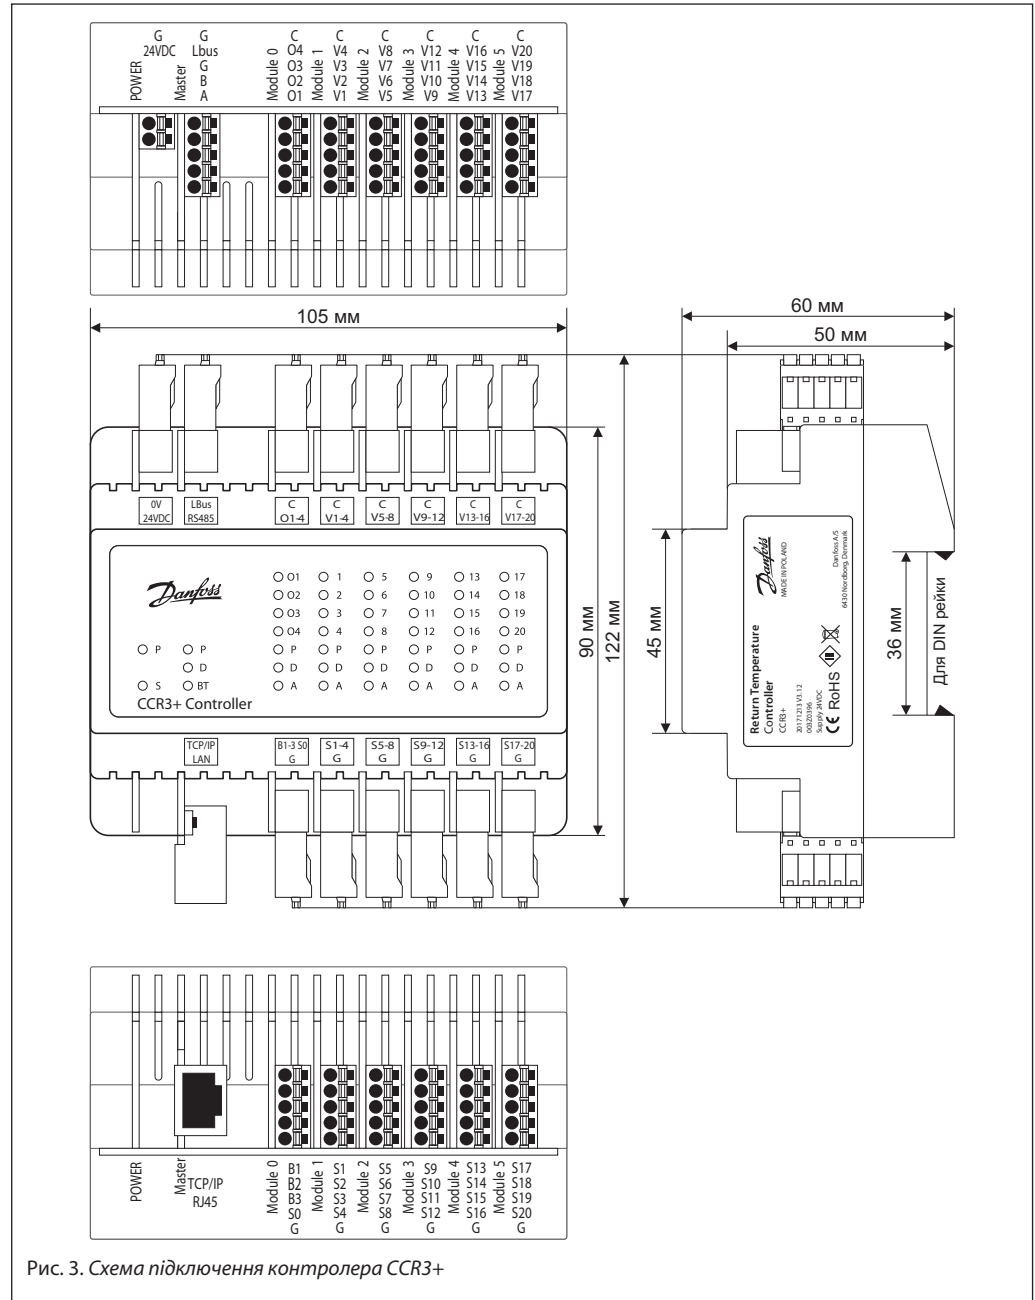 G G C C C C C C
24VDC Lbus O4 V4 V8 V12 V16 V20
G O3 V3 V7 V11 V15 V19
B O2 V2 V6 V10 V14 V18
A O1 V1 V5 V9 V13 V17
POWER Master Module 0 Module 1 Module 2 Module 3 Module 4 Module 5
105 мм
60 мм
50 мм
0V LBus C C C C C C
24VDC RS485 O1-4 V1-4 V5-8 V9-12 V13-16 V17-20
Danfoss
O1 1 5 9 13 17
O2 2 6 10 14 18
O3 3 7 11 15 19
O4 4 8 12 16 20
P P P P P P P P
D D D D D D D
S BT A A A A A A
CCR3+ Controller
TCP/IP B1-3 S0 S1-4 S5-8 S9-12 S13-16 S17-20
LAN G G G G G G
90 мм
122 мм
45 мм
Danfoss
MADE IN POLAND
Danfoss A/S
6430 Nordborg, Denmark
Return Temperature
Controller
CCR3+
20171213 V3.12
003Z0396
Supply 24VDC
CE RoHS
36 мм
Для DIN рейки
POWER Master Module 0 Module 1 Module 2 Module 3 Module 4 Module 5
TCP/IP
RJ45
B1 S1 S5 S9 S13 S17
B2 S2 S6 S10 S14 S18
B3 S3 S7 S11 S15 S19
S0 S4 S8 S12 S16 S20
G G G G G G
Рис. 3. Схема підключення контролера CCR3+